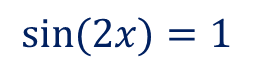 sin(2x) = 1